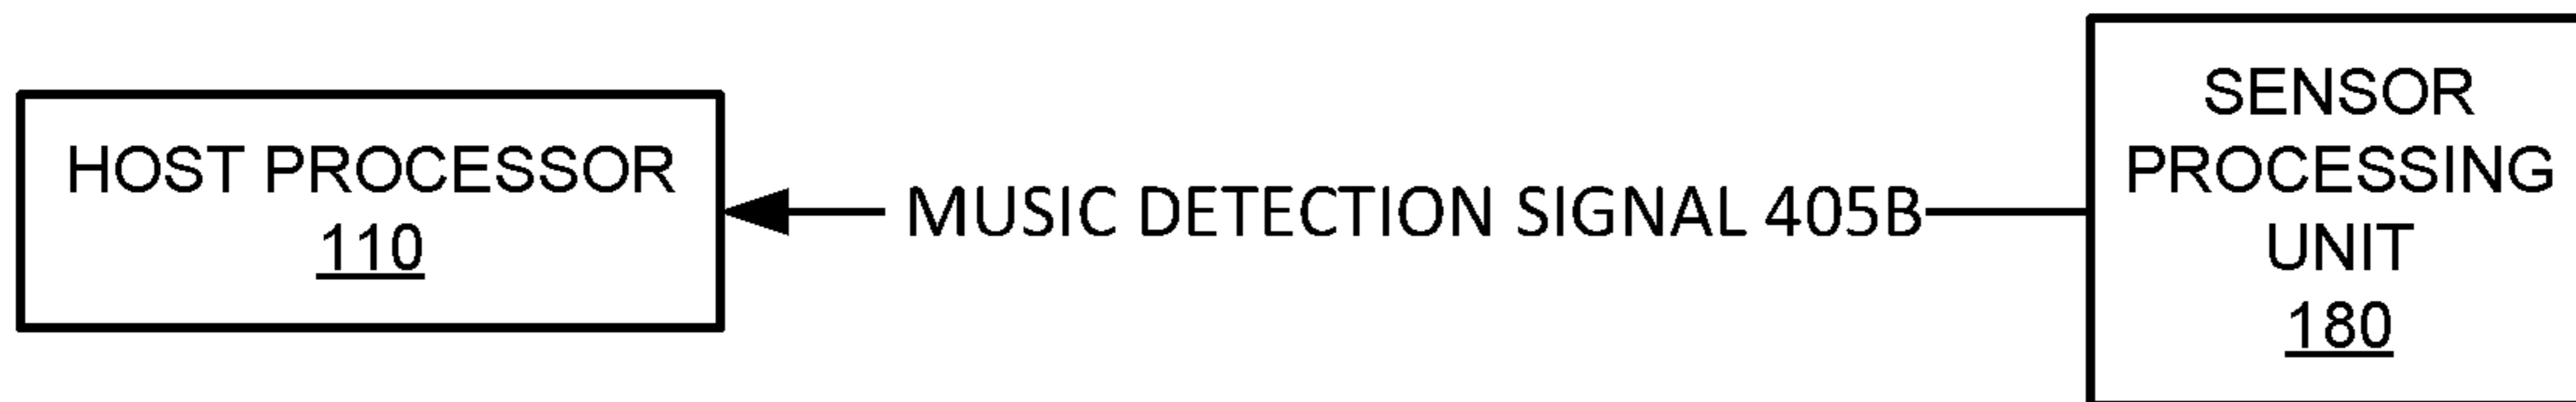 HOST PROCESSOR
110
MUSIC DETECTION SIGNAL 405B
SENSOR
PROCESSING
UNIT
180